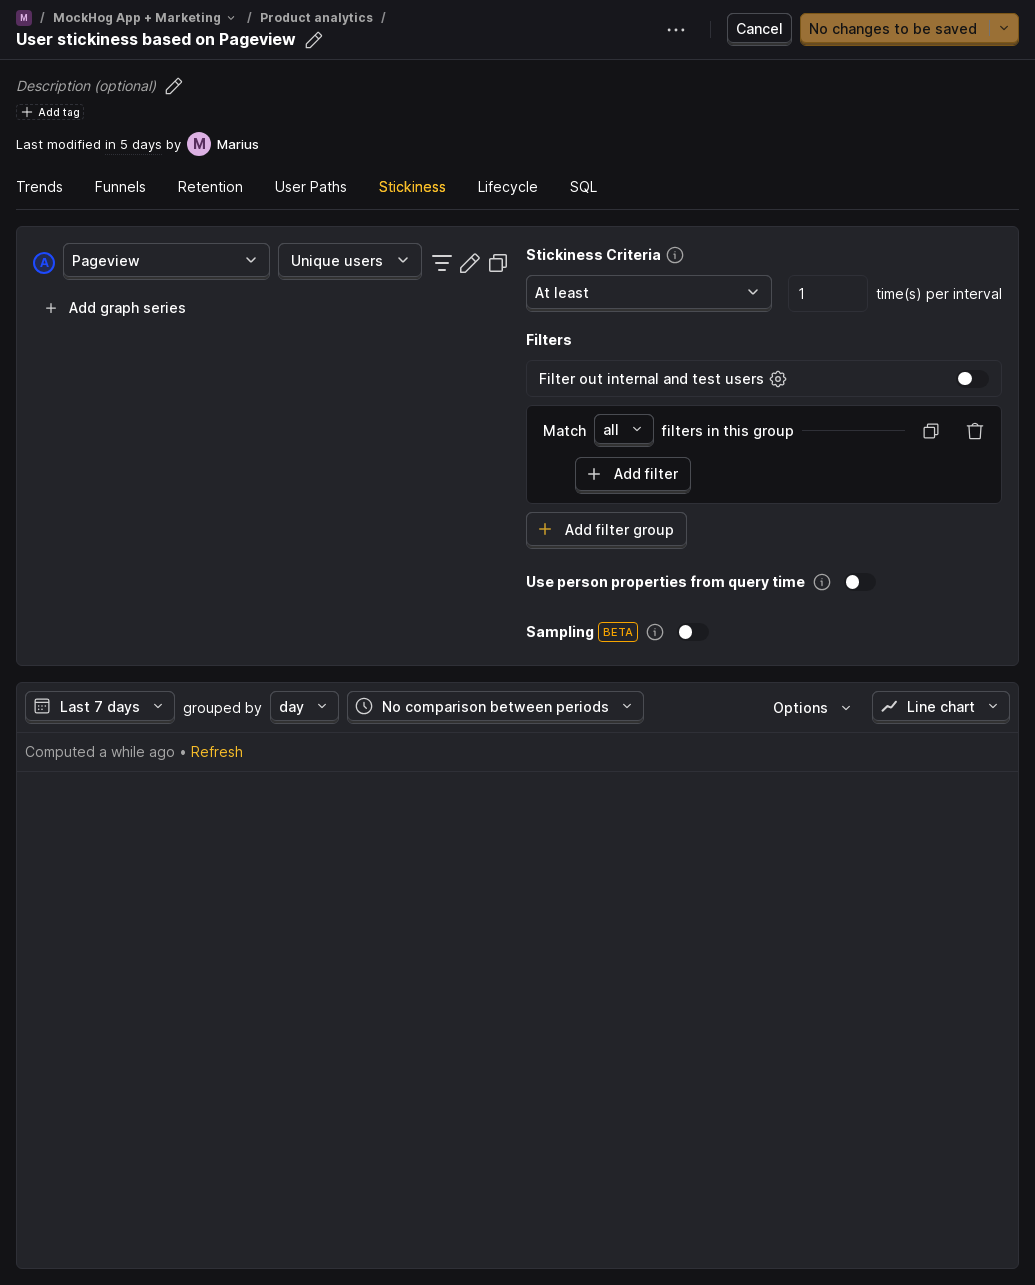 M / MockHog App + Marketing / Product analytics /
User stickiness based on Pageview
Cancel
No changes to be saved
Description (optional)
Add tag
Last modified in 5 days by M Marius
Trends Funnels Retention User Paths Stickiness Lifecycle SQL
A Pageview Unique users
Add graph series
Stickiness Criteria
At least 1 time(s) per interval
Filters
Filter out internal and test users
Match all filters in this group
Add filter
Add filter group
Use person properties from query time
Sampling BETA
Last 7 days grouped by day No comparison between periods Options Line chart
Computed a while ago • Refresh